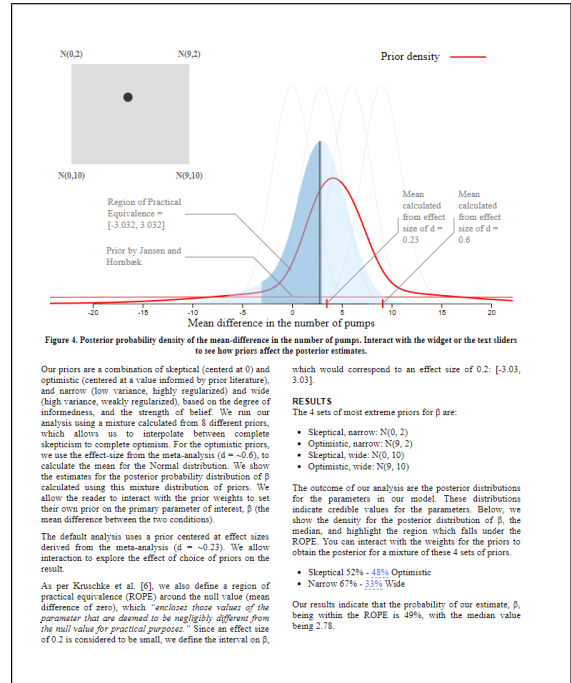 N(0,2)
N(9,2)
Prior density
N(0,10)
N(9,10)
Region of Practical
Equivalence =
[-3.032, 3.032]
Prior by Jansen and
Hornbæk
Mean
calculated
from effect
size of d =
0.23
Mean
calculated
from effect
size of d =
0.6
-20 -15 -10 -5 0 5 10 15 20
Mean difference in the number of pumps
Figure 4. Posterior probability density of the mean-difference in the number of pumps. Interact with the widget or the text sliders
to see how priors affect the posterior estimates.
Our priors are a combination of skeptical (centerd at 0) and
optimistic (centered at a value informed by prior literature),
and narrow (low variance, highly regularized) and wide
(high variance, weakly regularized), based on the degree of
informedness, and the strength of belief. We run our
analysis using a mixture calculated from 8 different priors,
which allows us to interpolate between complete
skepticism to complete optimism. For the optimistic priors,
we use the effect-size from the meta-analysis (d = ~0.6), to
calculate the mean for the Normal distribution. We show
the estimates for the posterior probability distribution of β
calculated using this mixture distribution of priors. We
allow the reader to interact with the prior weights to set
their own prior on the primary parameter of interest, β (the
mean difference between the two conditions).
The default analysis uses a prior centered at effect sizes
derived from the meta-analysis (d = ~0.23). We allow
interaction to explore the effect of choice of priors on the
result.
As per Kruschke et al. [6], we also define a region of
practical equivalence (ROPE) around the null value (mean
difference of zero), which "encloses those values of the
parameter that are deemed to be negligibly different from
the null value for practical purposes." Since an effect size
of 0.2 is considered to be small, we define the interval on β,
which would correspond to an effect size of 0.2: [-3.03,
3.03].
RESULTS
The 4 sets of most extreme priors for β are:
• Skeptical, narrow: N(0, 2)
• Optimistic, narrow: N(9, 2)
• Skeptical, wide: N(0, 10)
• Optimistic, wide: N(9, 10)
The outcome of our analysis are the posterior distributions
for the parameters in our model. These distributions
indicate credible values for the parameters. Below, we
show the density for the posterior distribution of β, the
median, and highlight the region which falls under the
ROPE. You can interact with the weights for the priors to
obtain the posterior for a mixture of these 4 sets of priors.
• Skeptical 52% - 48% Optimistic
• Narrow 67% - 33% Wide
Our results indicate that the probability of our estimate, β,
being within the ROPE is 49%, with the median value
being 2.78.